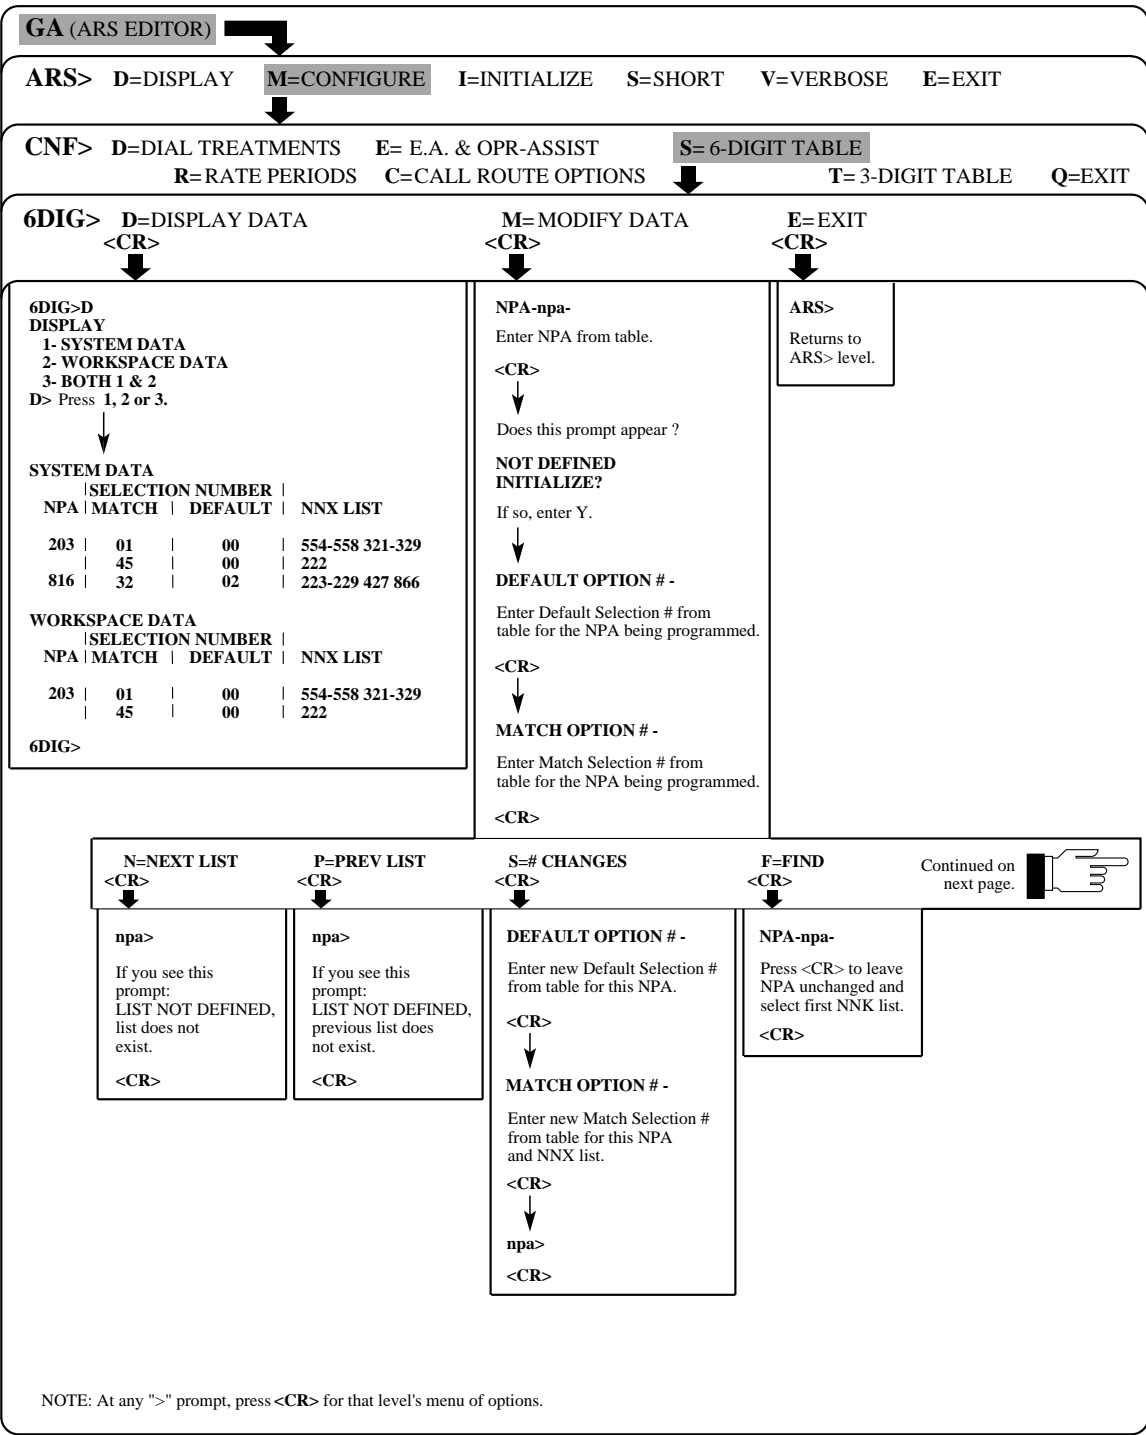 GA (ARS EDITOR)
ARS> D=DISPLAY M=CONFIGURE I=INITIALIZE S=SHORT V=VERBOSE E=EXIT
CNF> D=DIAL TREATMENTS E= E.A. & OPR-ASSIST S= 6-DIGIT TABLE
R= RATE PERIODS C=CALL ROUTE OPTIONS T= 3-DIGIT TABLE Q=EXIT
6DIG> D=DISPLAY DATA M= MODIFY DATA E=EXIT
<CR> <CR> <CR>
6DIG>D
DISPLAY
1- SYSTEM DATA
2- WORKSPACE DATA
3- BOTH 1 & 2
D> Press 1, 2 or 3.
SYSTEM DATA
|SELECTION NUMBER |
NPA | MATCH | DEFAULT | NNX LIST
203 | 01 | 00 | 554-558 321-329
| 45 | 00 | 222
816 | 32 | 02 | 223-229 427 866
WORKSPACE DATA
|SELECTION NUMBER |
NPA | MATCH | DEFAULT | NNX LIST
203 | 01 | 00 | 554-558 321-329
| 45 | 00 | 222
6DIG>
NPA-npa-
Enter NPA from table.
<CR>
Does this prompt appear ?
NOT DEFINED
INITIALIZE?
If so, enter Y.
DEFAULT OPTION # -
Enter Default Selection # from
table for the NPA being programmed.
<CR>
MATCH OPTION # -
Enter Match Selection # from
table for the NPA being programmed.
<CR>
ARS>
Returns to
ARS> level.
N=NEXT LIST P=PREV LIST S=# CHANGES F=FIND
<CR> <CR> <CR> <CR>
Continued on
next page.
npa>
If you see this
prompt:
LIST NOT DEFINED,
list does not
exist.
<CR>
npa>
If you see this
prompt:
LIST NOT DEFINED,
previous list does
not exist.
<CR>
DEFAULT OPTION # -
Enter new Default Selection #
from table for this NPA.
<CR>
MATCH OPTION # -
Enter new Match Selection #
from table for this NPA
and NNX list.
<CR>
npa>
<CR>
NPA-npa-
Press <CR> to leave
NPA unchanged and
select first NNK list.
<CR>
NOTE: At any ">" prompt, press <CR> for that level's menu of options.